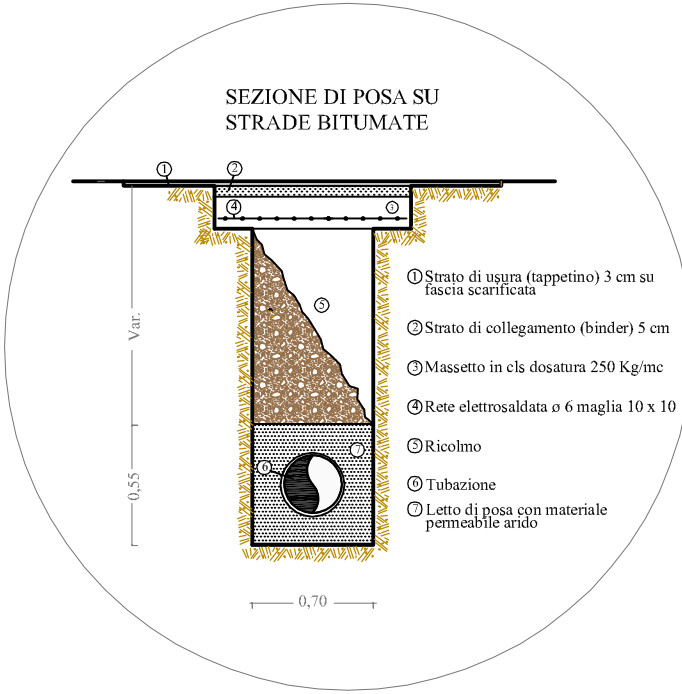 SEZIONE DI POSA SU
STRADE BITUMATE
1
2
4
3
5
6
7
Var.
0,55
0,70
1 Strato di usura (tappetino) 3 cm su
fascia scarificata
2 Strato di collegamento (binder) 5 cm
3 Massetto in cls dosatura 250 Kg/mc
4 Rete elettrosaldata ø 6 maglia 10 x 10
5 Ricolmo
6 Tubazione
7 Letto di posa con materiale
permeabile arido